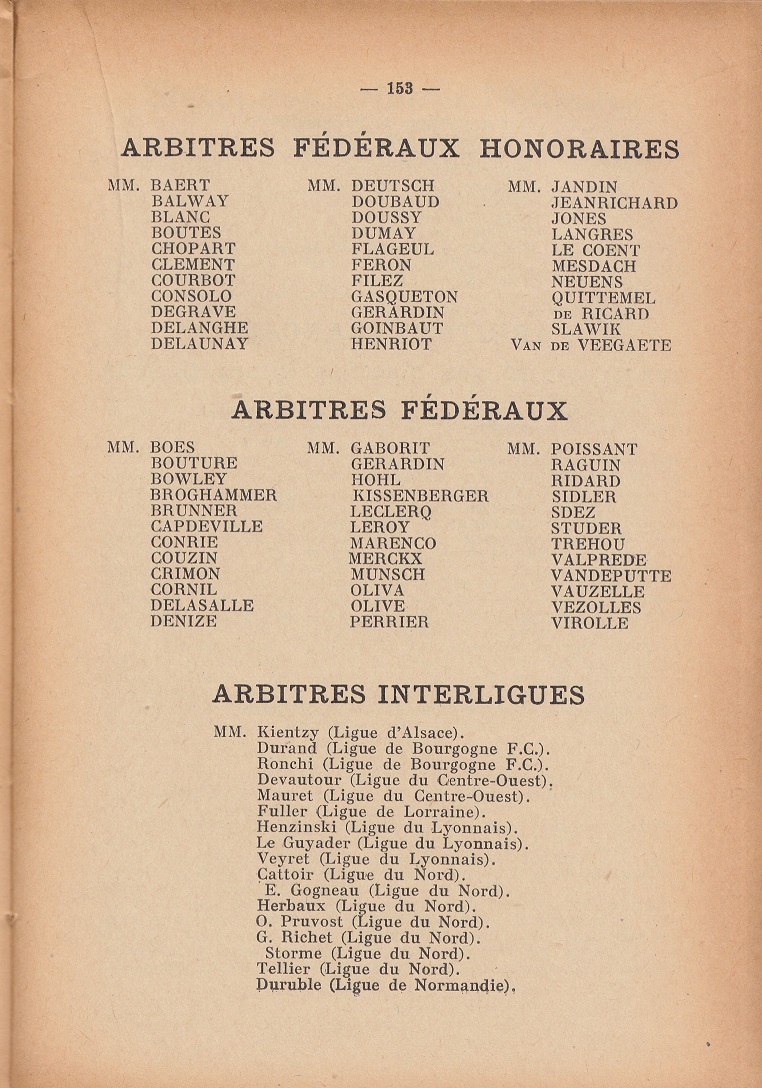 — 153 —
ARBITRES FÉDÉRAUX HONORAIRES
MM. BAERT MM. DEUTSCH MM. JANDIN
BALWAY DOUBAUD JEANRICHARD
BLANC DOUSSY JONES
BOUTES DUMAY LANGRES
CHOPART FLAGEUL LE COENT
CLEMENT FERON MESDACH
COURBOT FILEZ NEUENS
CONSOLO GASQUETON QUITTEMEL
DEGRAVE GERARDIN DE RICARD
DELANGHE GOINBAUT SLAWIK
DELAUNAY HENRIOT VAN DE VEEGAETE
ARBITRES FÉDÉRAUX
MM. BOES MM. GABORIT MM. POISSANT
BOUTURE GERARDIN RAGUIN
BOWLEY HOHL RIDARD
BROGHAMMER KISSENBERGER SIDLER
BRUNNER LECLERQ SDEZ
CAPDEVILLE LEROY STUDER
CONRIE MARENCO TREHOU
COUZIN MERCKX VALPREDE
CRIMON MUNSCH VANDEPUTTE
CORNIL OLIVA VAUZELLE
DELASALLE OLIVE VEZOLLES
DENIZE PERRIER VIROLLE
ARBITRES INTERLIGUES
MM. Kientzy (Ligue d'Alsace).
Durand (Ligue de Bourgogne F.C.).
Ronchi (Ligue de Bourgogne F.C.).
Devautour (Ligue du Centre-Ouest).
Mauret (Ligue du Centre-Ouest).
Fuller (Ligue de Lorraine).
Henzinski (Ligue du Lyonnais).
Le Guyader (Ligue du Lyonnais).
Veyret (Ligue du Lyonnais).
Cattoir (Ligue du Nord).
E. Gogneau (Ligue du Nord).
Herbaux (Ligue du Nord).
O. Pruvost (Ligue du Nord).
G. Richet (Ligue du Nord).
Storme (Ligue du Nord).
Tellier (Ligue du Nord).
Duruble (Ligue de Normandie).